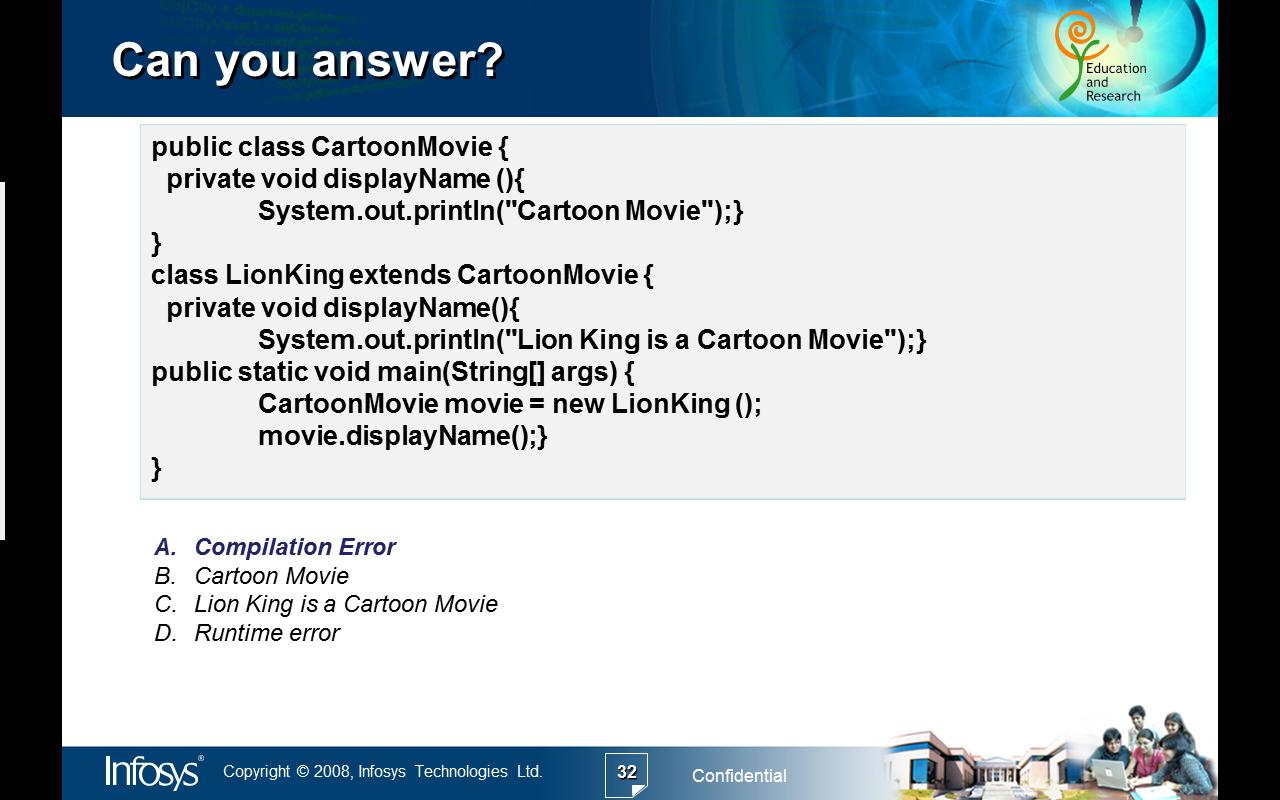 Can you answer?
Education
and
Research
public class CartoonMovie {
private void displayName (){
System.out.println("Cartoon Movie");}
}
class LionKing extends CartoonMovie {
private void displayName(){
System.out.println("Lion King is a Cartoon Movie");}
public static void main(String[] args) {
CartoonMovie movie = new LionKing ();
movie.displayName();}
}
A. Compilation Error
B. Cartoon Movie
C. Lion King is a Cartoon Movie
D. Runtime error
Infosys® Copyright © 2008, Infosys Technologies Ltd. 32 Confidential